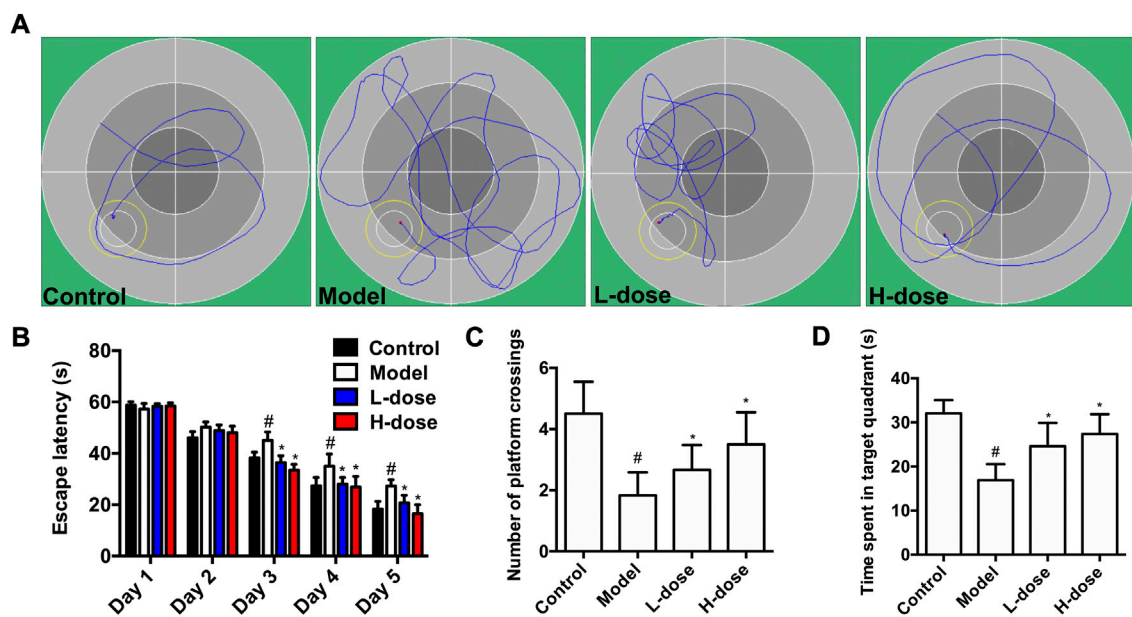 A
Control
Model
L-dose
H-dose
B
Escape latency (s)
80
60
40
20
0
Control
Model
L-dose
H-dose
#
*
*
#
* *
#
*
*
Day 1
Day 2
Day 3
Day 4
Day 5
C
Number of platform crossings
6
4
2
0
#
*
*
Control
Model
L-dose
H-dose
D
Time spent in target quadrant (s)
40
30
20
10
0
#
*
*
Control
Model
L-dose
H-dose